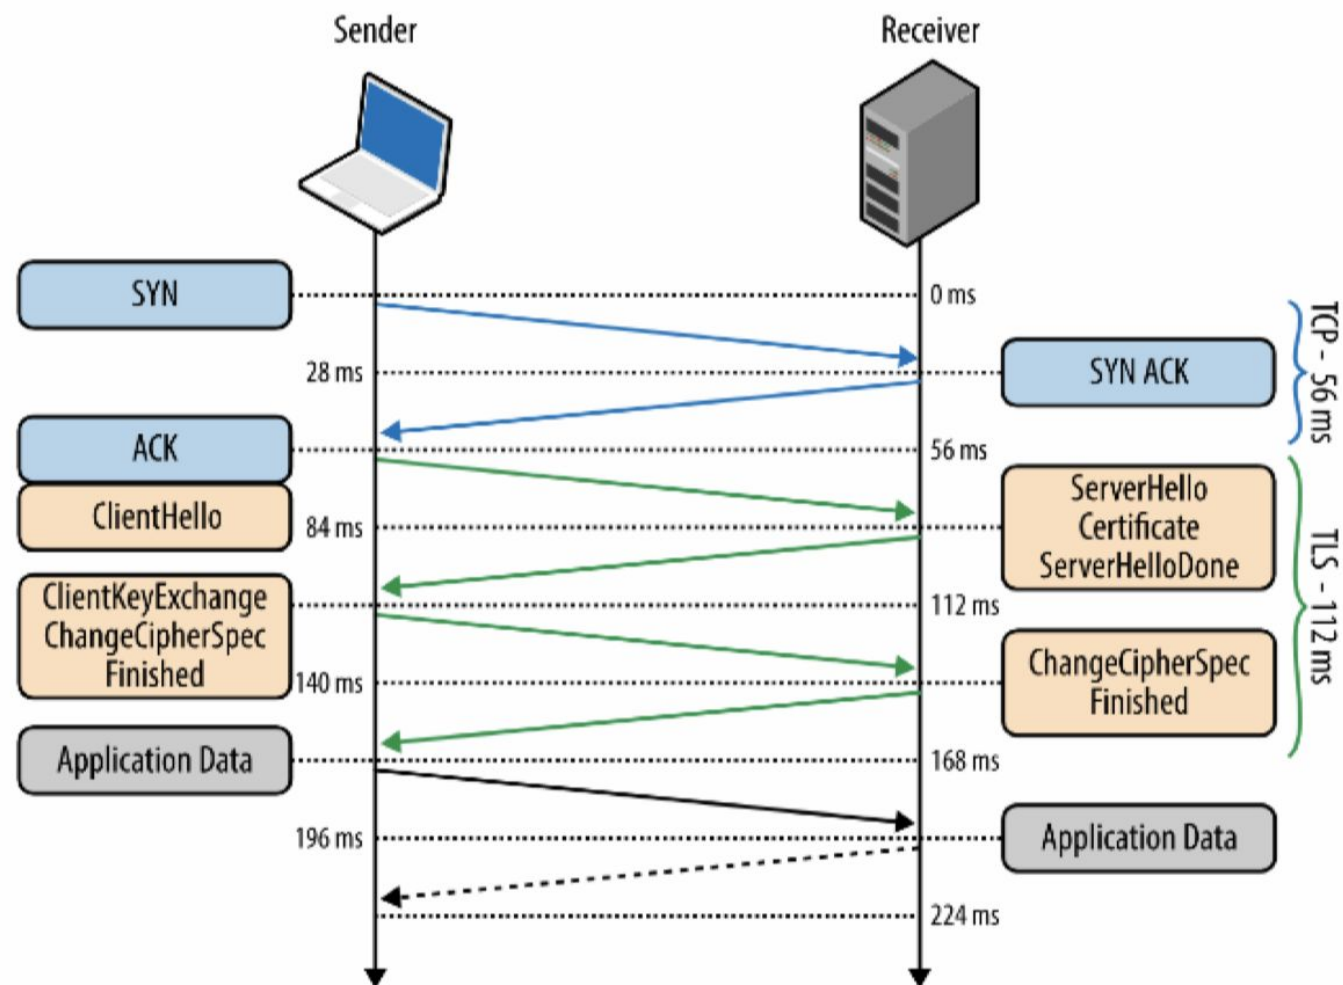 Sender
Receiver
SYN
0 ms
28 ms
SYN ACK
TCP - 56 ms
ACK
56 ms
ClientHello
84 ms
ServerHello
Certificate
ServerHelloDone
TLS - 112 ms
ClientKeyExchange
ChangeCipherSpec
Finished
112 ms
140 ms
ChangeCipherSpec
Finished
Application Data
168 ms
196 ms
Application Data
224 ms